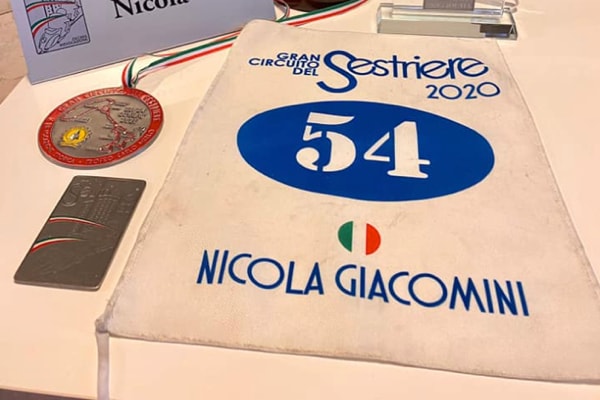 Nicola
GRAN
CIRCUITO
DEL
Sestriere
2020
54
NICOLA GIACOMINI